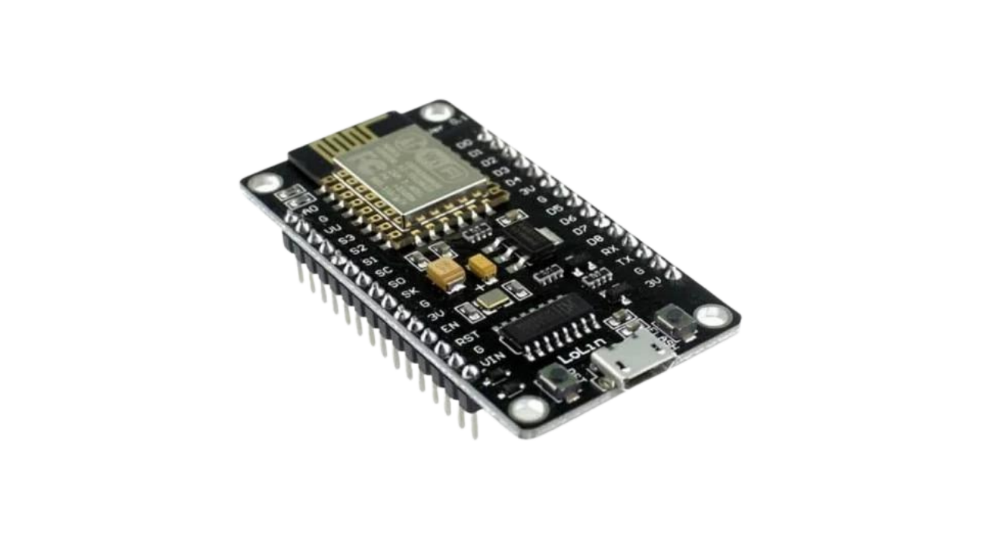 D0
D1
D2
D3
D4
3V
G
D5
D6
D7
D8
RX
TX
G
3V
A0
G
VU
S3
S2
S1
SC
SO
SK
G
3V
EN
RST
G
VIN
LoLin
FLASH